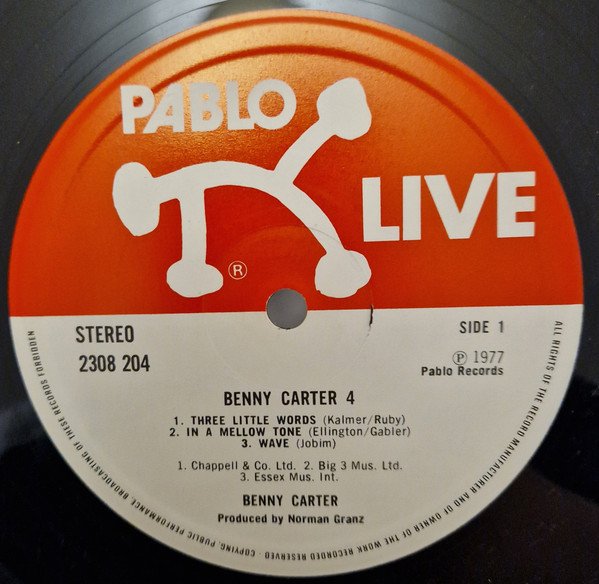 PABLO
LIVE
®
STEREO
SIDE 1
2308 204
Ⓟ 1977
Pablo Records
BENNY CARTER 4
1. THREE LITTLE WORDS (Kalmer/Ruby)
2. IN A MELLOW TONE (Ellington/Gabler)
3. WAVE (Jobim)
1. Chappell & Co. Ltd. 2. Big 3 Mus. Ltd.
3. Essex Mus. Int.
BENNY CARTER
Produced by Norman Granz
ALL RIGHTS OF THE RECORD MANUFACTURER AND OF OWNER OF THE WORK RECORDED RESERVED · COPYING, PUBLIC PERFORMANCE, BROADCASTING OF THESE RECORDS FORBIDDEN